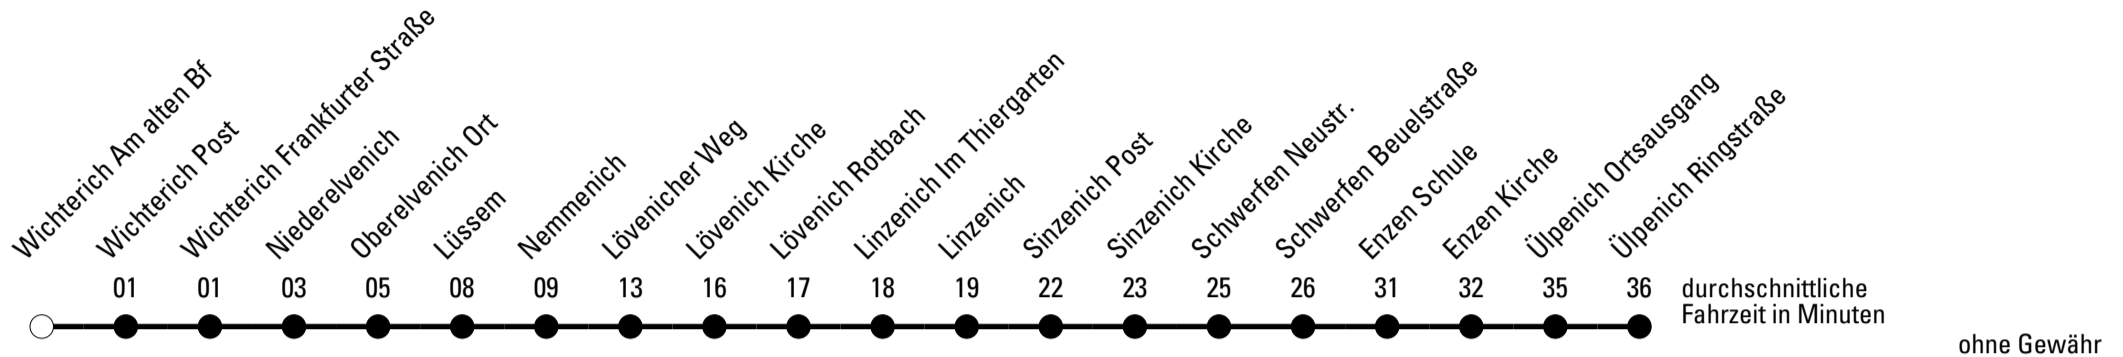 Wichterich Am alten Bf
Wichterich Post
Wichterich Frankfurter Straße
Niederelvenich
Oberelvenich Ort
Lüssem
Nemmenich
Lövenicher Weg
Lövenich Kirche
Lövenich Rotbach
Linzenich Im Thiergarten
Linzenich
Sinzenich Post
Sinzenich Kirche
Schwerfen Neustr.
Schwerfen Beuelstraße
Enzen Schule
Enzen Kirche
Ülpenich Ortsausgang
Ülpenich Ringstraße
01 01 03 05 08 09 13 16 17 18 19 22 23 25 26 31 32 35 36 durchschnittliche
Fahrzeit in Minuten
ohne Gewähr